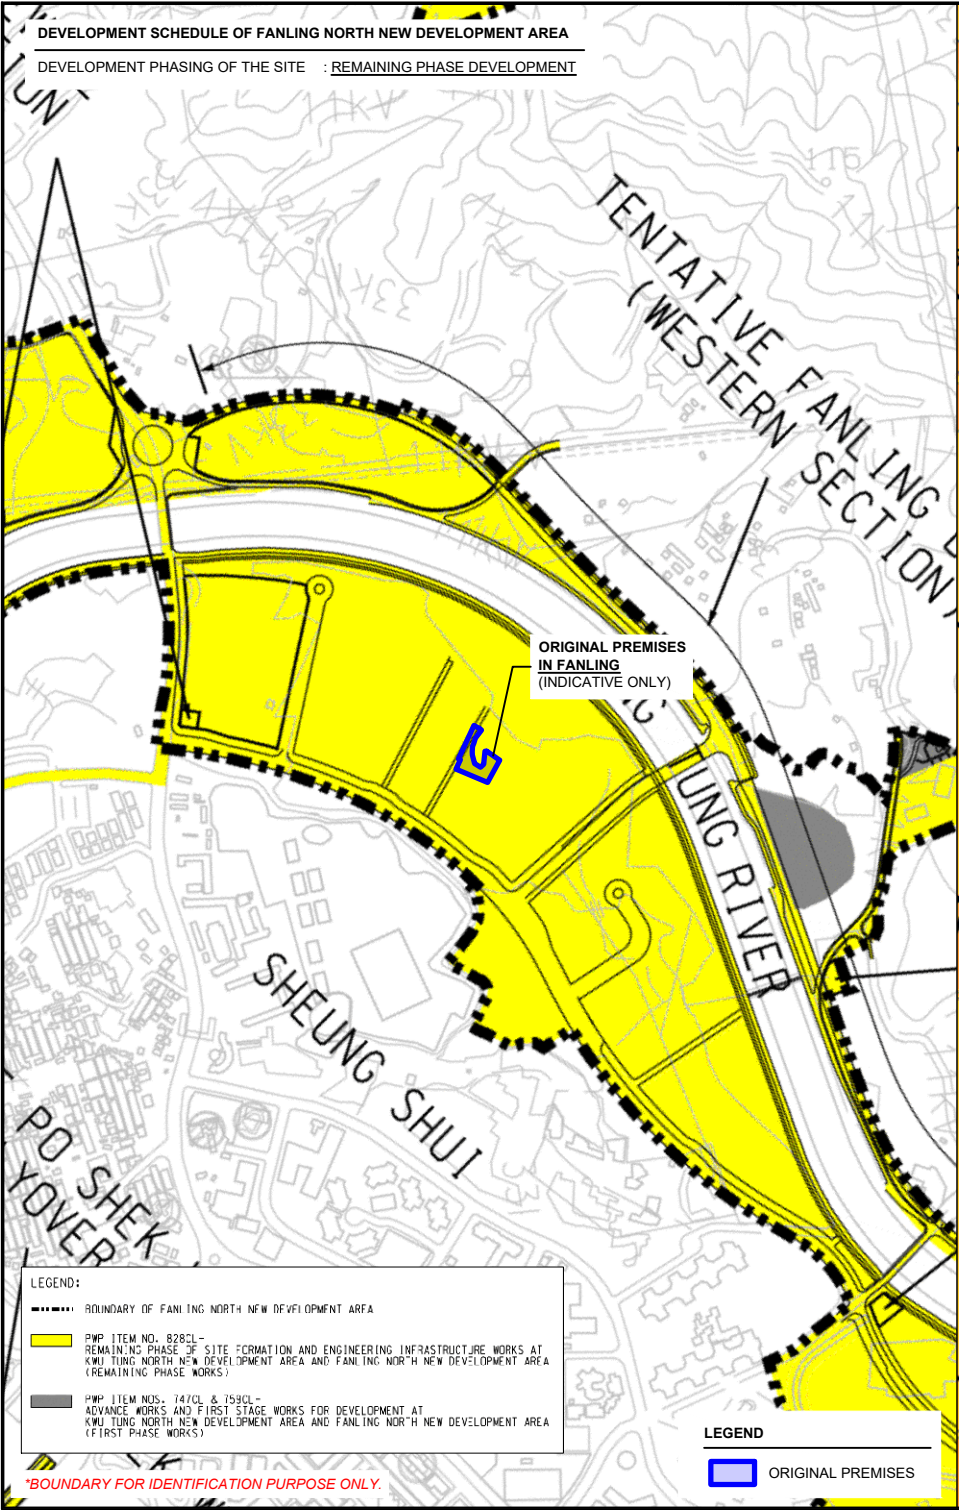 DEVELOPMENT SCHEDULE OF FANLING NORTH NEW DEVELOPMENT AREA
DEVELOPMENT PHASING OF THE SITE : REMAINING PHASE DEVELOPMENT
TENTATIVE FANLING
(WESTERN SECTION)
ORIGINAL PREMISES
IN FANLING
(INDICATIVE ONLY)
TUNG RIVER
SHEUNG SHUI
PO SHEK
YOVER
LEGEND:
BOUNDARY OF FANLING NORTH NEW DEVELOPMENT AREA
PWP ITEM NO. 828CL-
REMAINING PHASE OF SITE FORMATION AND ENGINEERING INFRASTRUCTURE WORKS AT
KWU TUNG NORTH NEW DEVELOPMENT AREA AND FANLING NORTH NEW DEVELOPMENT AREA
(REMAINING PHASE WORKS)
PWP ITEM NOS. 747CL & 759CL-
ADVANCE WORKS AND FIRST STAGE WORKS FOR DEVELOPMENT AT
KWU TUNG NORTH NEW DEVELOPMENT AREA AND FANLING NORTH NEW DEVELOPMENT AREA
(FIRST PHASE WORKS)
LEGEND
ORIGINAL PREMISES
*BOUNDARY FOR IDENTIFICATION PURPOSE ONLY.